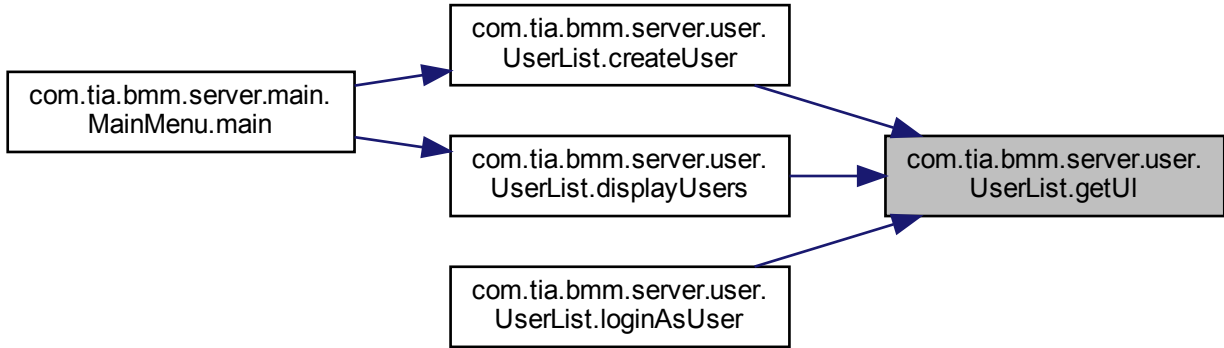 com.tia.bmm.server.main.
MainMenu.main
com.tia.bmm.server.user.
UserList.createUser
com.tia.bmm.server.user.
UserList.displayUsers
com.tia.bmm.server.user.
UserList.loginAsUser
com.tia.bmm.server.user.
UserList.getUI